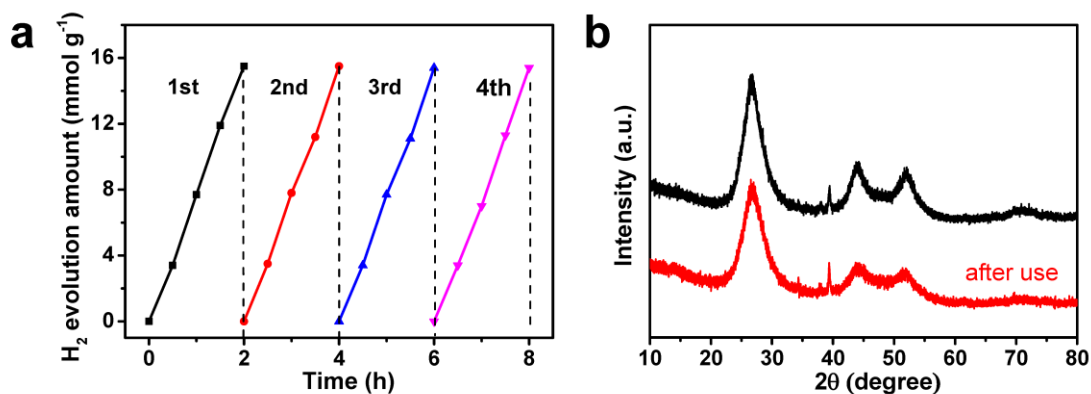 a
H2 evolution amount (mmol g-1)
16
12
8
4
0
1st
2nd
3rd
4th
0
2
4
6
8
Time (h)
b
Intensity (a.u.)
after use
10
20
30
40
50
60
70
80
2θ (degree)